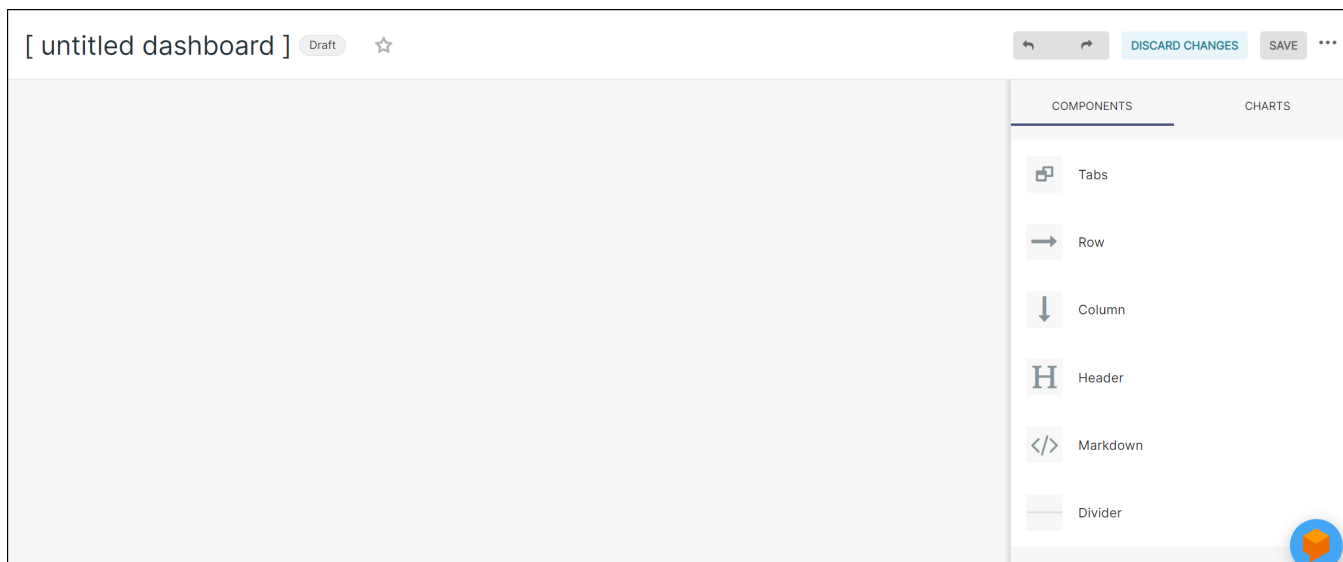 [ untitled dashboard ] Draft
DISCARD CHANGES SAVE
COMPONENTS CHARTS
Tabs
Row
Column
Header
Markdown
Divider